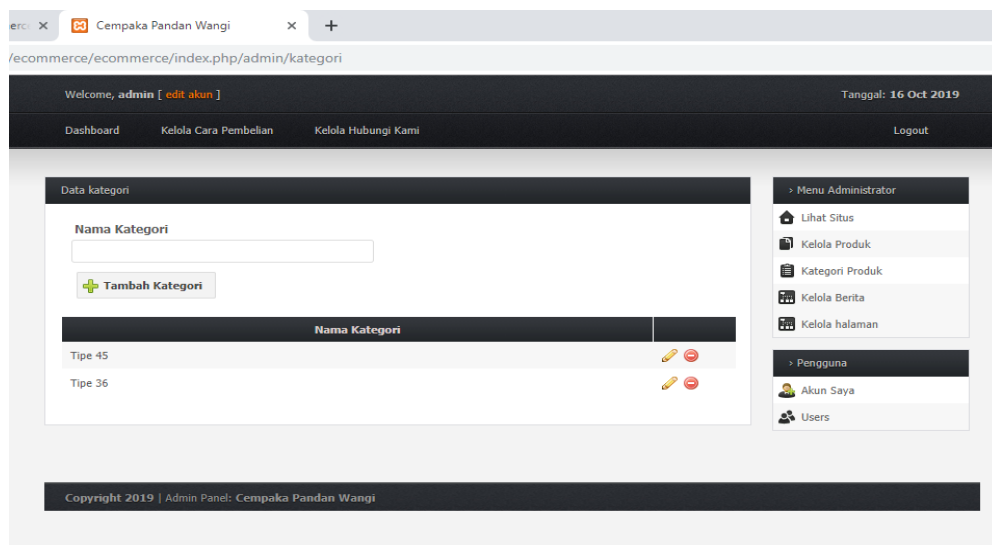 Cempaka Pandan Wangi
/ecommerce/ecommerce/index.php/admin/kategori
Welcome, admin [ edit akun ]
Tanggal: 16 Oct 2019
Dashboard Kelola Cara Pembelian Kelola Hubungi Kami Logout
Data kategori
Nama Kategori
Tambah Kategori
Nama Kategori
Tipe 45
Tipe 36
› Menu Administrator
Lihat Situs
Kelola Produk
Kategori Produk
Kelola Berita
Kelola halaman
› Pengguna
Akun Saya
Users
Copyright 2019 | Admin Panel: Cempaka Pandan Wangi